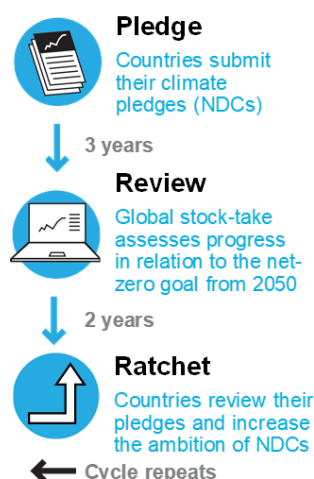 Pledge
Countries submit
their climate
pledges (NDCs)
3 years
Review
Global stock-take
assesses progress
in relation to the net-
zero goal from 2050
2 years
Ratchet
Countries review their
pledges and increase
the ambition of NDCs
Cycle repeats